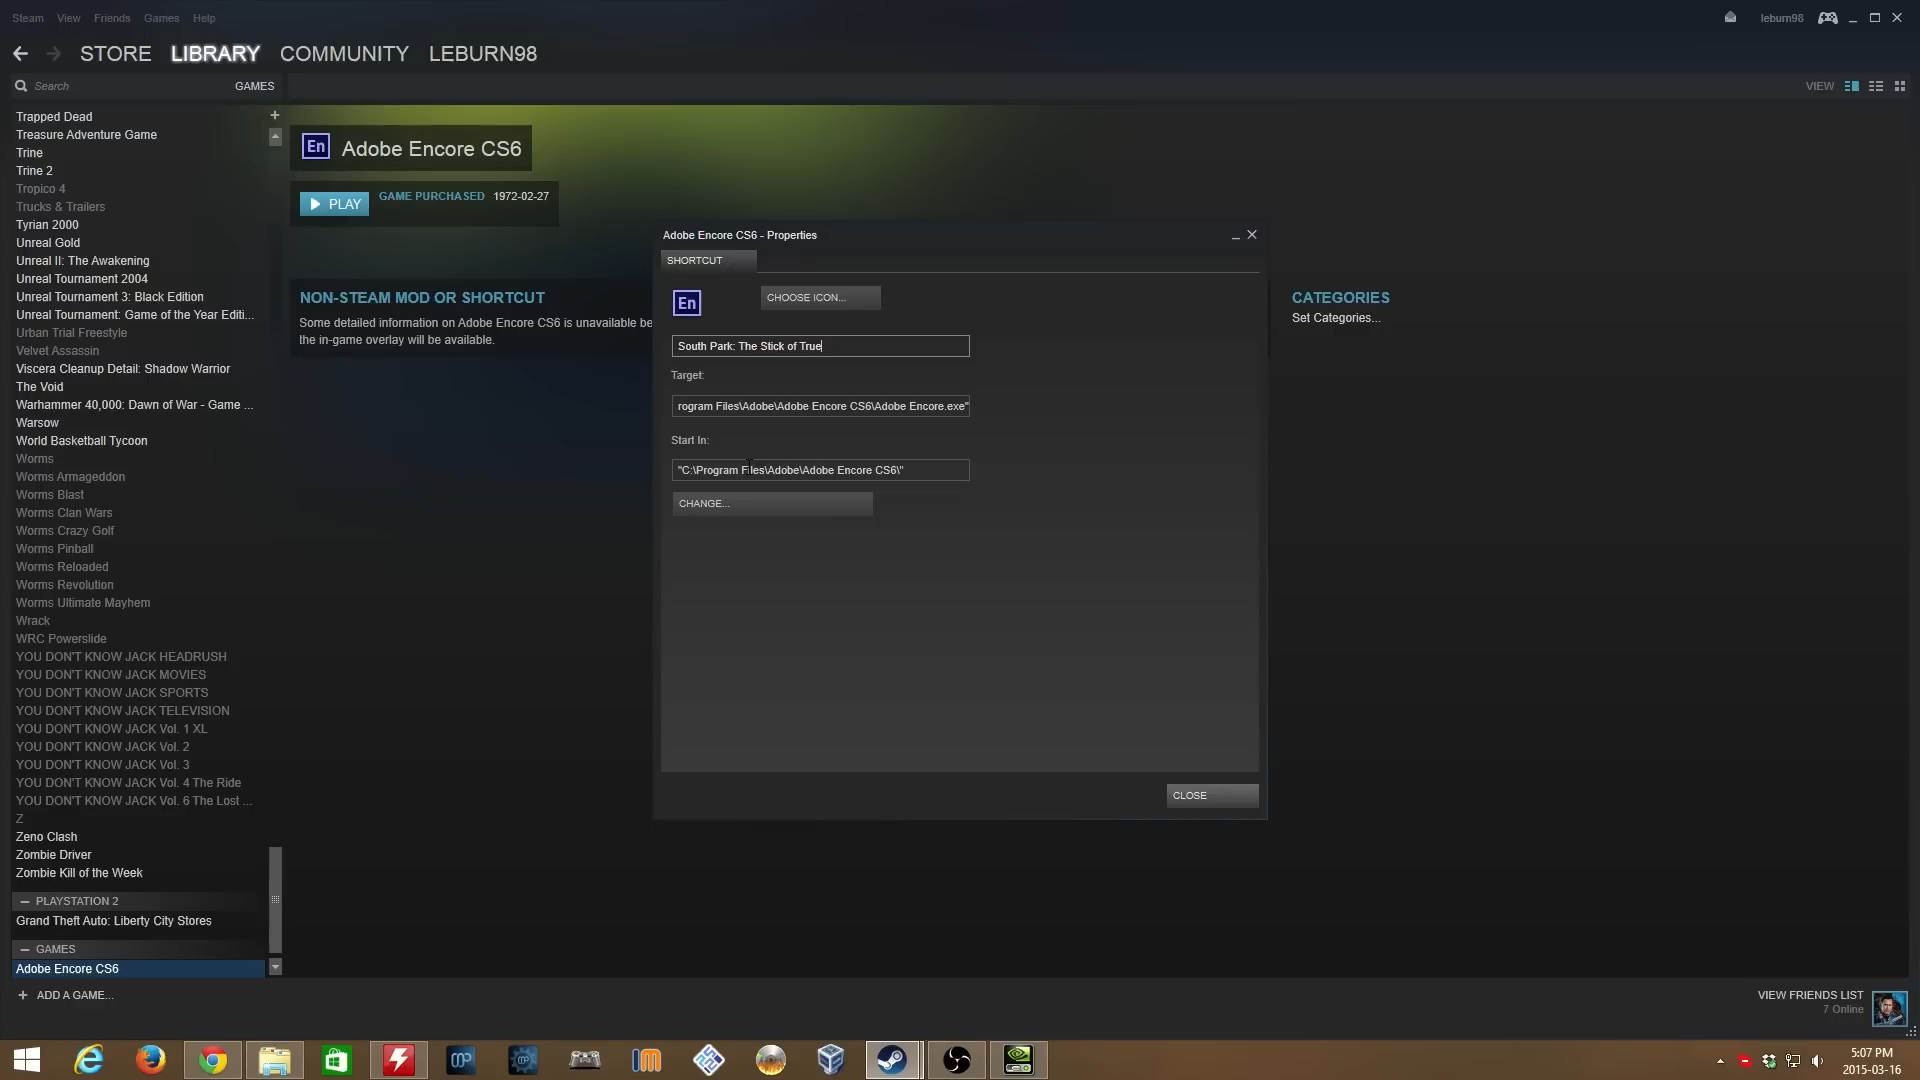 Steam View Friends Games Help
leburn98
STORE LIBRARY COMMUNITY LEBURN98
Search
GAMES
VIEW
Trapped Dead
Treasure Adventure Game
Trine
Trine 2
Tropico 4
Trucks & Trailers
Tyrian 2000
Unreal Gold
Unreal II: The Awakening
Unreal Tournament 2004
Unreal Tournament 3: Black Edition
Unreal Tournament: Game of the Year Editi...
Urban Trial Freestyle
Velvet Assassin
Viscera Cleanup Detail: Shadow Warrior
The Void
Warhammer 40,000: Dawn of War - Game ...
Warsow
World Basketball Tycoon
Worms
Worms Armageddon
Worms Blast
Worms Clan Wars
Worms Crazy Golf
Worms Pinball
Worms Reloaded
Worms Revolution
Worms Ultimate Mayhem
Wrack
WRC Powerslide
YOU DON'T KNOW JACK HEADRUSH
YOU DON'T KNOW JACK MOVIES
YOU DON'T KNOW JACK SPORTS
YOU DON'T KNOW JACK TELEVISION
YOU DON'T KNOW JACK Vol. 1 XL
YOU DON'T KNOW JACK Vol. 2
YOU DON'T KNOW JACK Vol. 3
YOU DON'T KNOW JACK Vol. 4 The Ride
YOU DON'T KNOW JACK Vol. 6 The Lost ...
Z
Zeno Clash
Zombie Driver
Zombie Kill of the Week
PLAYSTATION 2
Grand Theft Auto: Liberty City Stores
GAMES
Adobe Encore CS6
ADD A GAME...
En Adobe Encore CS6
PLAY GAME PURCHASED 1972-02-27
NON-STEAM MOD OR SHORTCUT
Some detailed information on Adobe Encore CS6 is unavailable be
the in-game overlay will be available.
Adobe Encore CS6 - Properties
SHORTCUT
En
CHOOSE ICON...
South Park: The Stick of True
Target:
rogram Files\Adobe\Adobe Encore CS6\Adobe Encore.exe"
Start In:
"C:\Program Files\Adobe\Adobe Encore CS6\"
CHANGE...
CLOSE
CATEGORIES
Set Categories...
VIEW FRIENDS LIST
7 Online
5:07 PM
2015-03-16